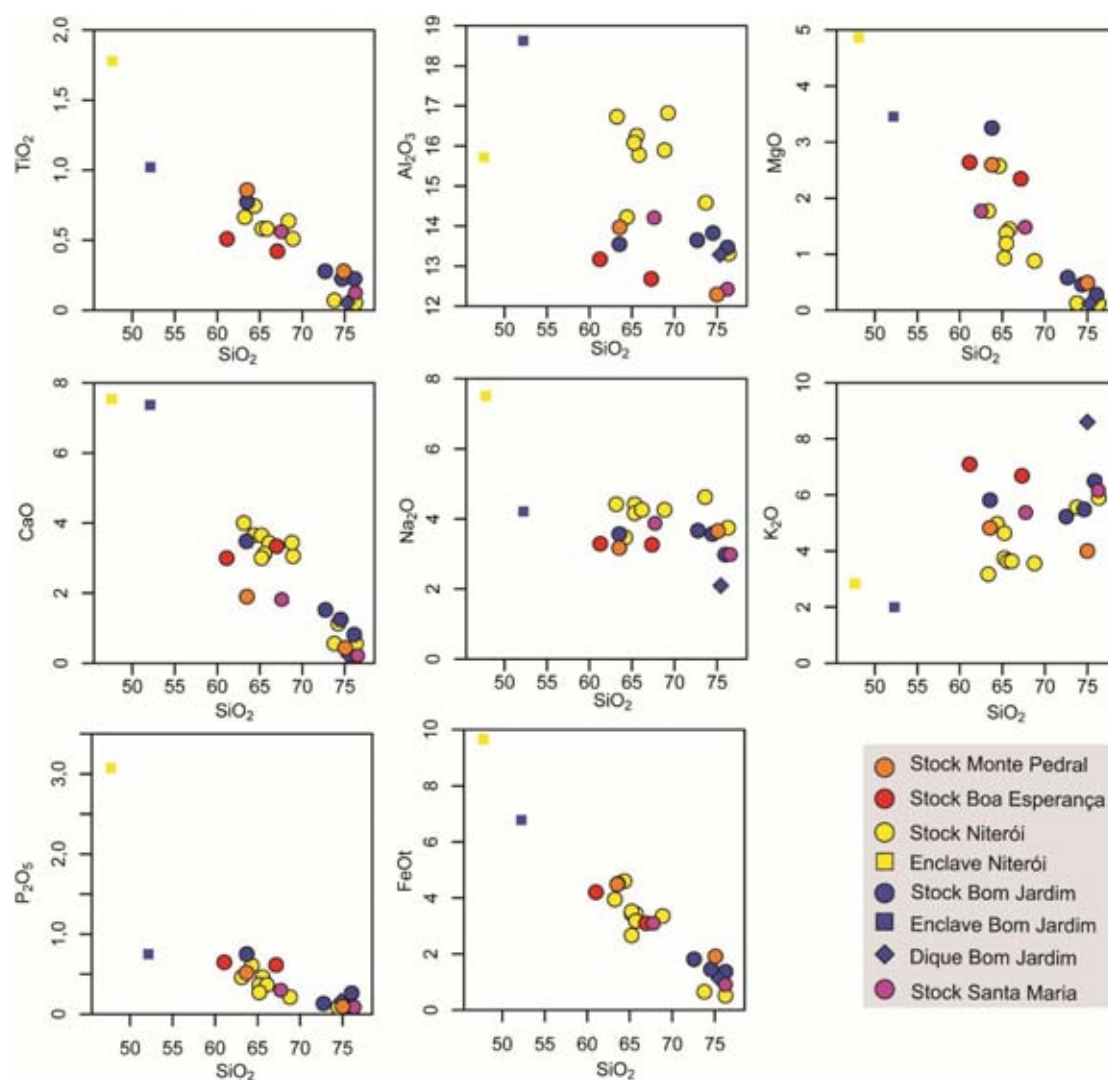 2,0
1,5
1,0
0,5
0
TiO2
50 55 60 65 70 75
SiO2
19
18
17
16
15
14
13
12
Al2O3
50 55 60 65 70 75
SiO2
5
4
3
2
1
0
MgO
50 55 60 65 70 75
SiO2
8
6
4
2
0
CaO
50 55 60 65 70 75
SiO2
8
6
4
2
0
Na2O
50 55 60 65 70 75
SiO2
10
8
6
4
2
0
K2O
50 55 60 65 70 75
SiO2
3,0
2,0
1,0
0
P2O5
50 55 60 65 70 75
SiO2
10
8
6
4
2
0
FeOt
50 55 60 65 70 75
SiO2
Stock Monte Pedral
Stock Boa Esperança
Stock Niterói
Enclave Niterói
Stock Bom Jardim
Enclave Bom Jardim
Dique Bom Jardim
Stock Santa Maria